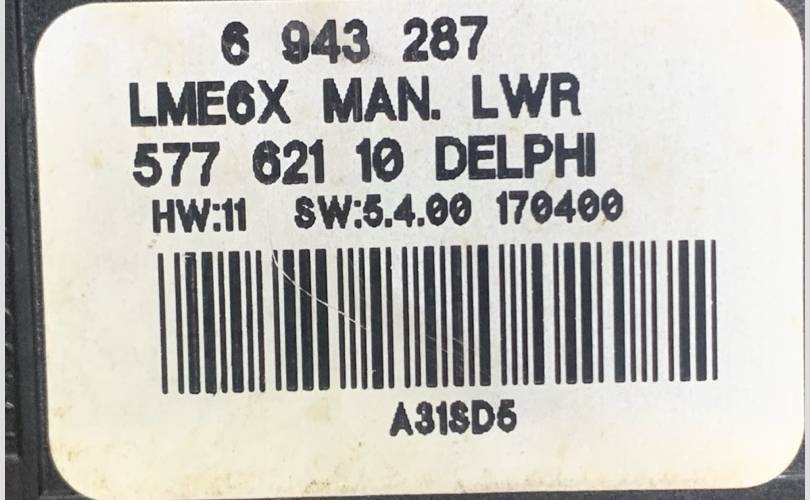 6 943 287
LME6X MAN. LWR
577 621 10 DELPHI
HW:11 SW:5.4.00 170400
A31SD5